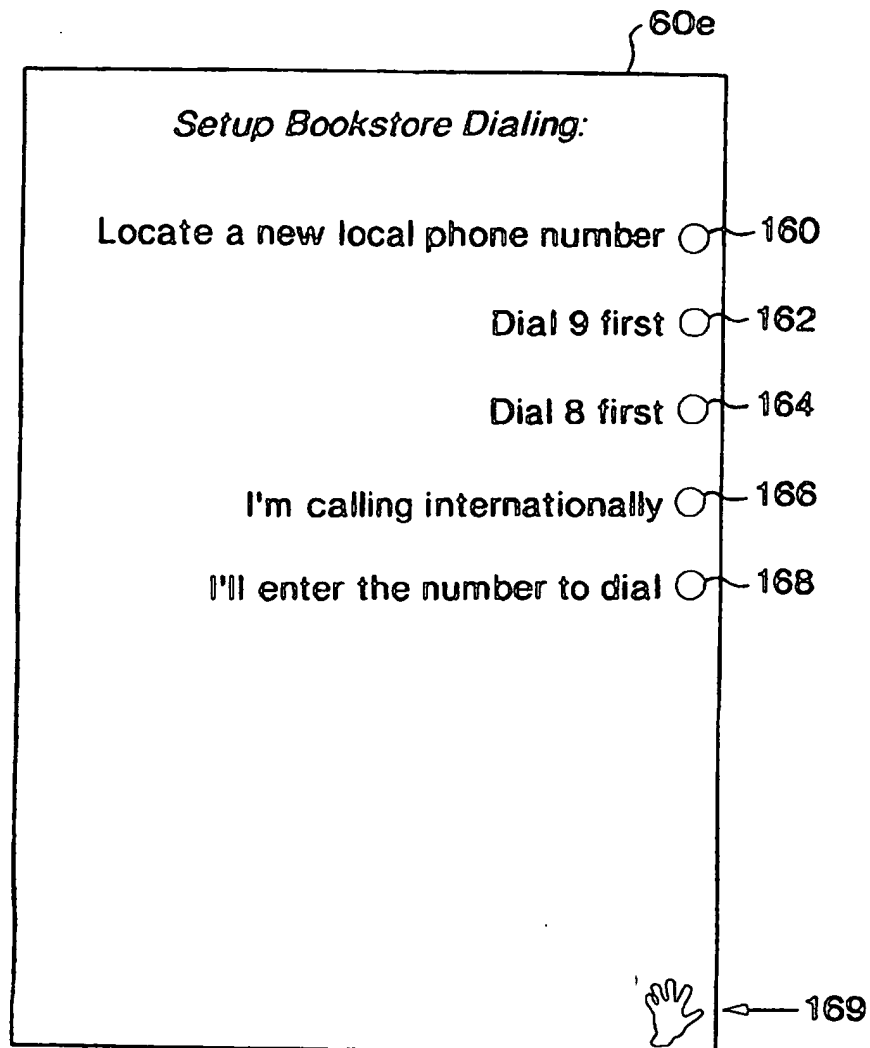 60e
Setup Bookstore Dialing:
Locate a new local phone number 160
Dial 9 first 162
Dial 8 first 164
I'm calling internationally 166
I'll enter the number to dial 168
169